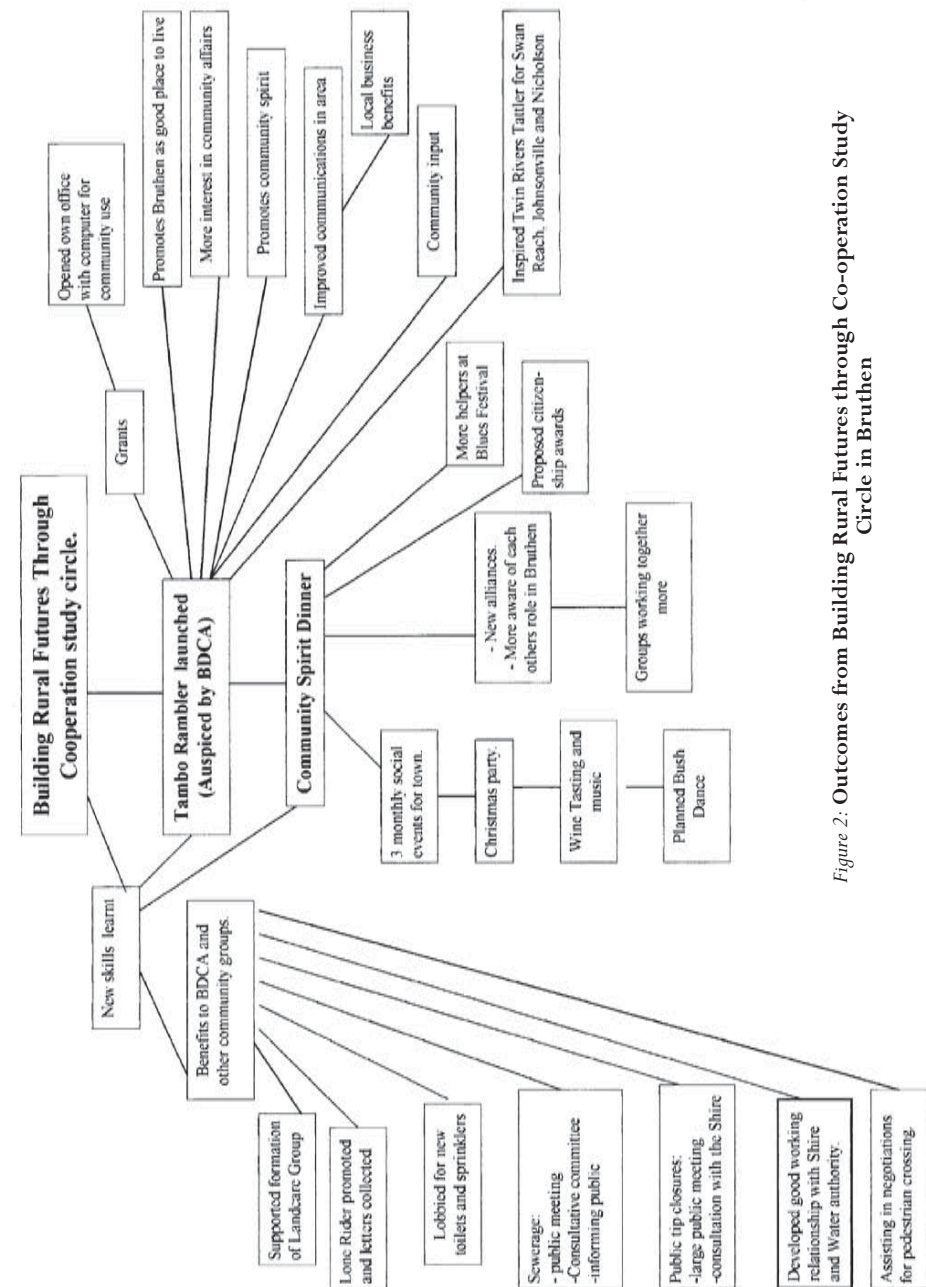 Building Rural Futures Through
Cooperation study circle.
New skills learnt
Tambo Rambler launched
(Auspiced by BDCA)
Grants
Opened own office
with computer for
community use
Promotes Bruthen as good place to live
More interest in community affairs
Promotes community spirit
Improved communications in area
Local business
benefits
Community input
Inspired Twin Rivers Tattler for Swan
Reach, Johnsonville and Nicholson
Benefits to BDCA and
other community groups.
Community Spirit Dinner
More helpers at
Blues Festival
Proposed citizen-
ship awards
- New alliances.
- More aware of each
others role in Bruthen
Groups working together
more
3 monthly social
events for town.
Christmas party.
Wine Tasting and
music
Planned Bush
Dance
Supported formation
of Landcare Group
Lone Rider promoted
and letters collected
Lobbied for new
toilets and sprinklers
Sewerage:
- public meeting
-Consultative committee
-informing public
Public tip closures:
-large public meeting
-consultation with the Shire
Developed good working
relationship with Shire
and Water authority.
Assisting in negotiations
for pedestrian crossing.
Figure 2: Outcomes from Building Rural Futures through Co-operation Study
Circle in Bruthen